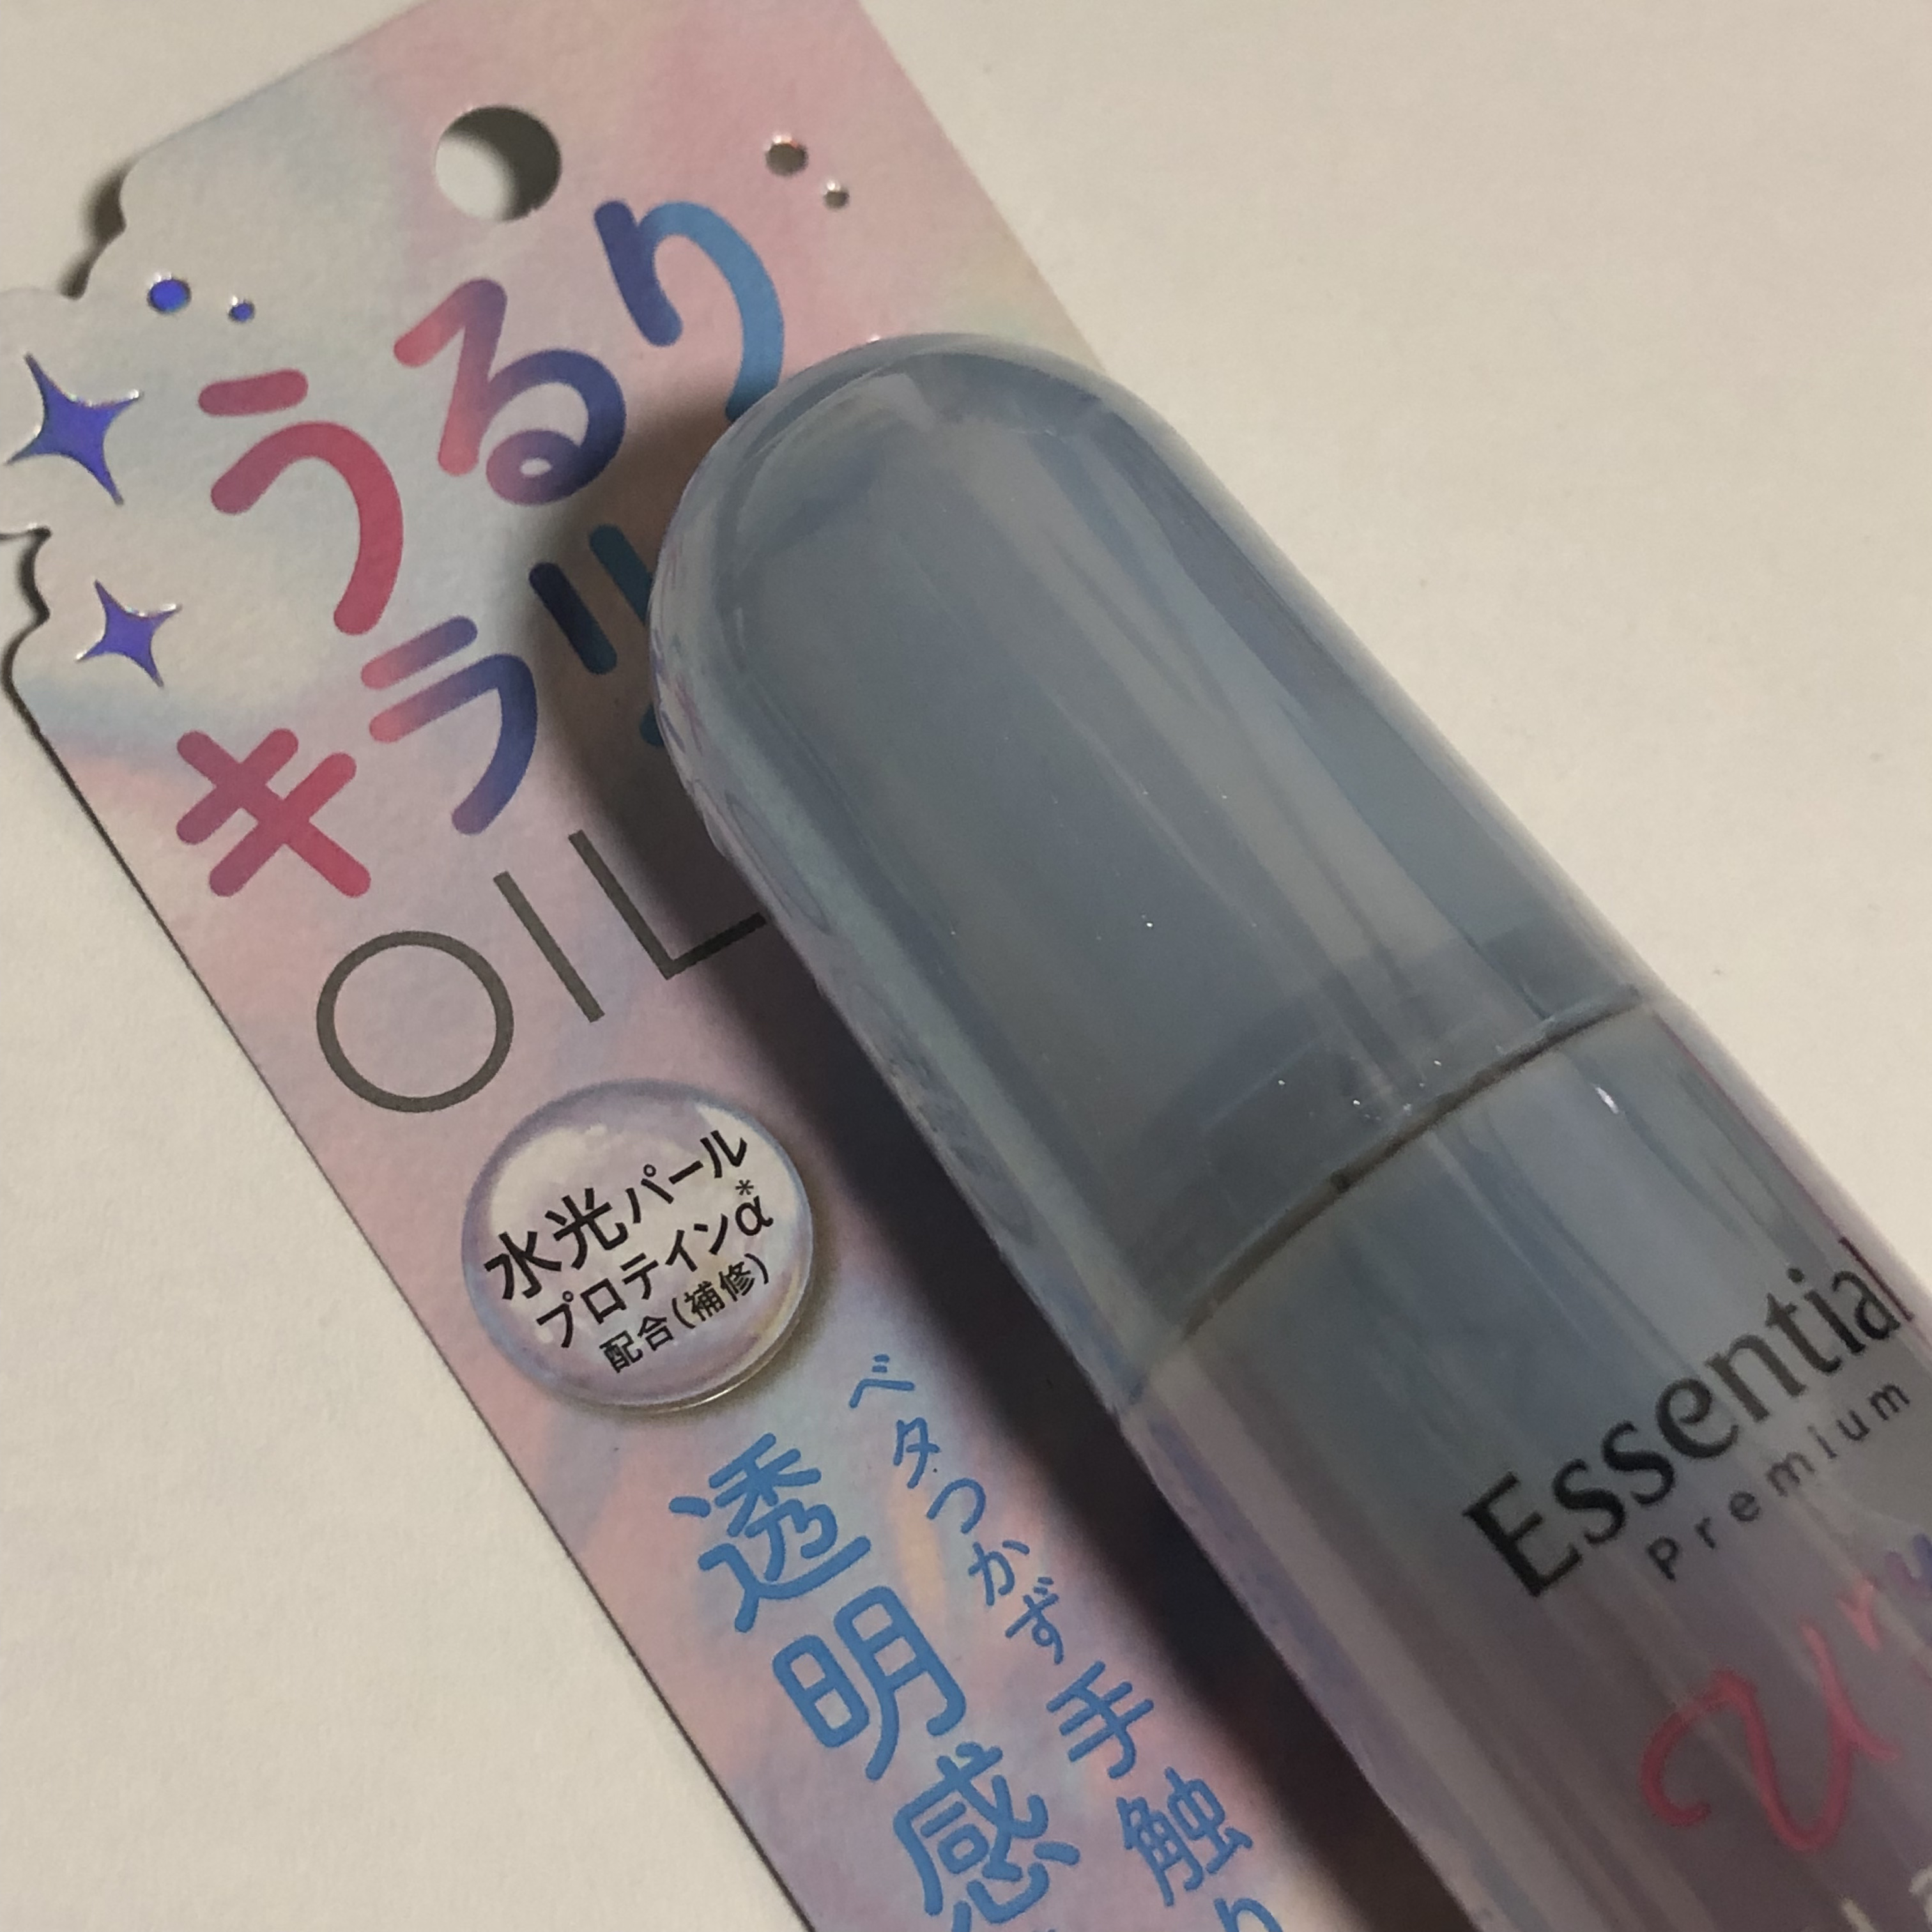 うるり
キラリ
OIL
水光パール
プロテインα*
配合(補修)
ベタつかず手触り
透明感
Essential
Premium